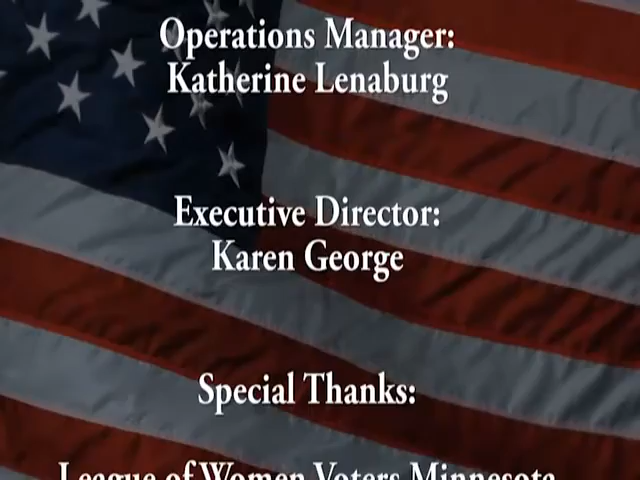 Operations Manager:
Katherine Lenaburg
Executive Director:
Karen George
Special Thanks:
League of Women Voters Minnesota